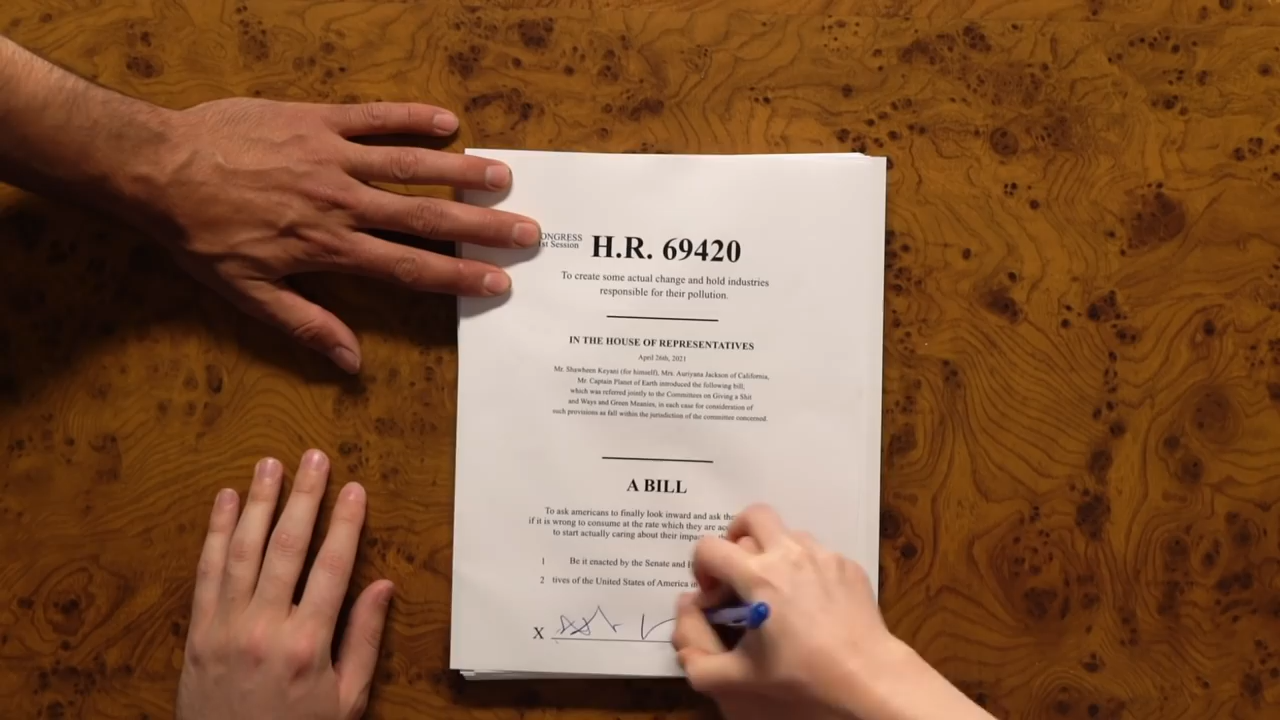 ONGRESS
1st Session
H.R. 69420
To create some actual change and hold industries
responsible for their pollution.
IN THE HOUSE OF REPRESENTATIVES
April 26th, 2021
Mr. Shawheen Keyani (for himself), Mrs. Auriyana Jackson of California,
Mr. Captain Planet of Earth introduced the following bill,
which was referred jointly to the Committees on Giving a Shit
and Ways and Green Meanies, in each case for consideration of
such provisions as fall within the jurisdiction of the committee concerned.
A BILL
To ask americans to finally look inward and ask
if it is wrong to consume at the rate which they are
to start actually caring about their
1 Be it enacted by the Senate and
2 tives of the United States of America
X